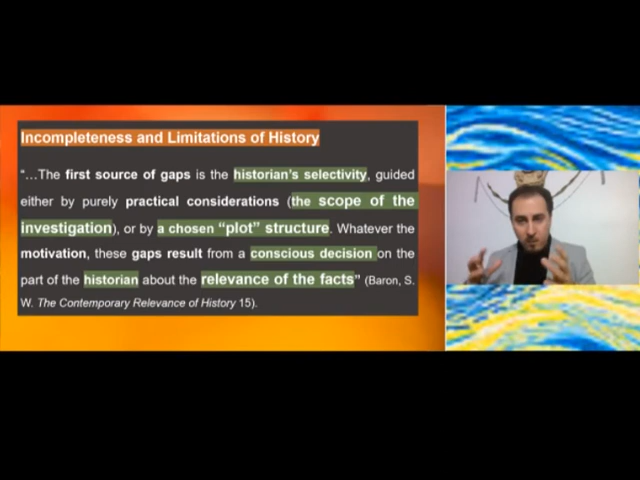 Incompleteness and Limitations of History
“…The first source of gaps is the historian’s selectivity, guided
either by purely practical considerations (the scope of the
investigation), or by a chosen “plot” structure. Whatever the
motivation, these gaps result from a conscious decision on the
part of the historian about the relevance of the facts” (Baron, S.
W. The Contemporary Relevance of History 15).